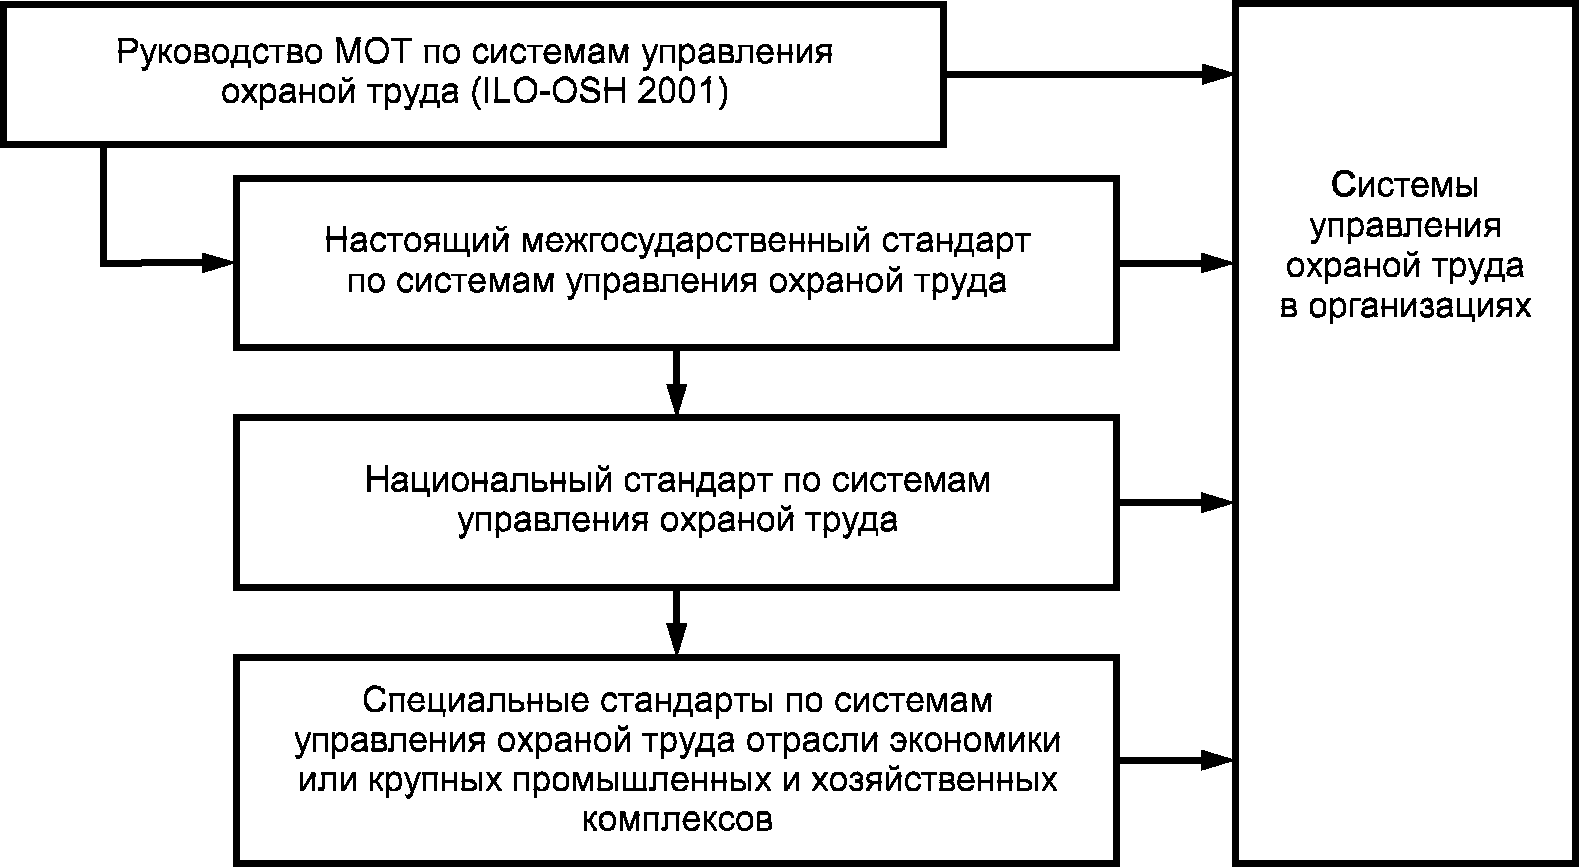 Руководство МОТ по системам управления
охраной труда (ILO-OSH 2001)
Настоящий межгосударственный стандарт
по системам управления охраной труда
Национальный стандарт по системам
управления охраной труда
Специальные стандарты по системам
управления охраной труда отрасли экономики
или крупных промышленных и хозяйственных
комплексов
Системы
управления
охраной труда
в организациях